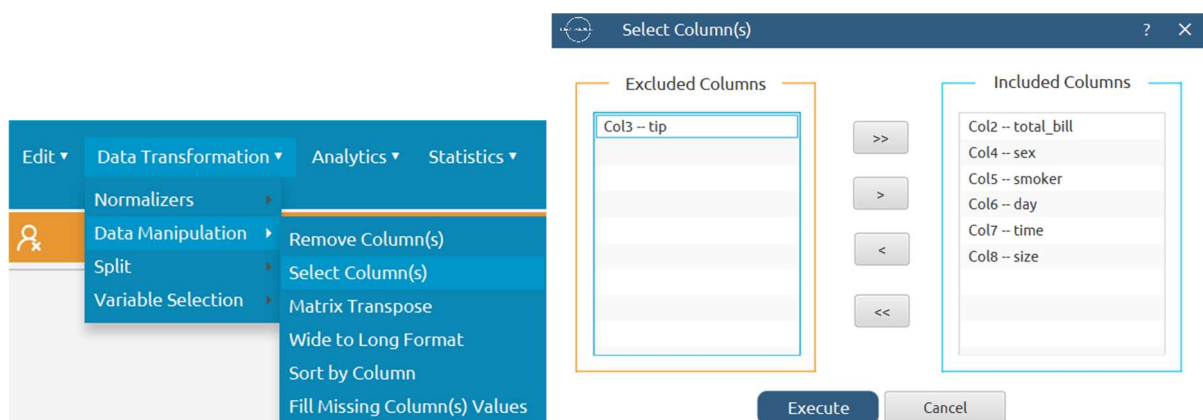 Edit ▾ Data Transformation ▾ Analytics ▾ Statistics ▾
Normalizers
Data Manipulation
Split
Variable Selection
Remove Column(s)
Select Column(s)
Matrix Transpose
Wide to Long Format
Sort by Column
Fill Missing Column(s) Values
Select Column(s) ? ×
Excluded Columns
Col3 -- tip
>>
>
<
<<
Included Columns
Col2 -- total_bill
Col4 -- sex
Col5 -- smoker
Col6 -- day
Col7 -- time
Col8 -- size
Execute Cancel